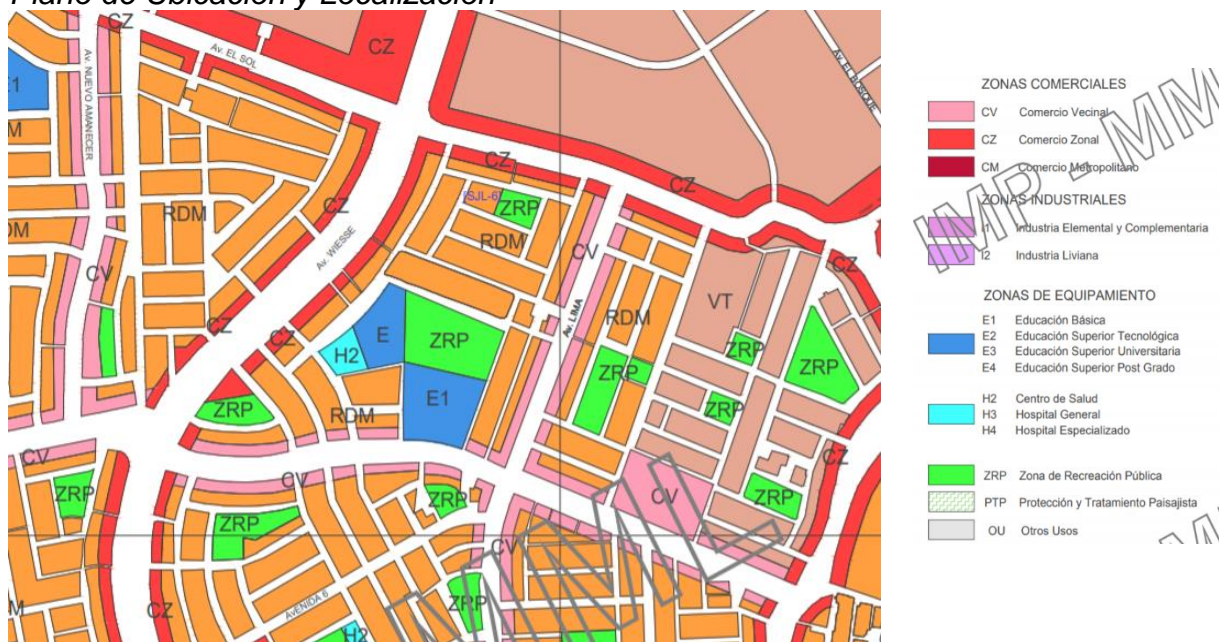 Plano de Ubicación y Localización
CZ
Av. EL SOL
CZ
Av. EL BOSQUE
Av. NUEVO AMANECER
E1
M
RDM
CZ
CZ
CZ
[SJL-6]
ZRP
RDM
CV
CZ
DM
CV
Av. WIESSE
VT
Av. LIMA
RDM
CZ
CZ
H2
E
ZRP
ZRP
ZRP
ZRP
E1
ZRP
RDM
ZRP
CV
CV
CZ
ZRP
ZRP
CV
ZRP
ZRP
CV
AVENIDA 6
CZ
ZRP
M
H2
ZONAS COMERCIALES
CV Comercio Vecinal
CZ Comercio Zonal
CM Comercio Metropolitano
ZONAS INDUSTRIALES
I1 Industria Elemental y Complementaria
I2 Industria Liviana
ZONAS DE EQUIPAMIENTO
E1 Educación Básica
E2 Educación Superior Tecnológica
E3 Educación Superior Universitaria
E4 Educación Superior Post Grado
H2 Centro de Salud
H3 Hospital General
H4 Hospital Especializado
ZRP Zona de Recreación Pública
PTP Protección y Tratamiento Paisajista
OU Otros Usos
IMP - MM